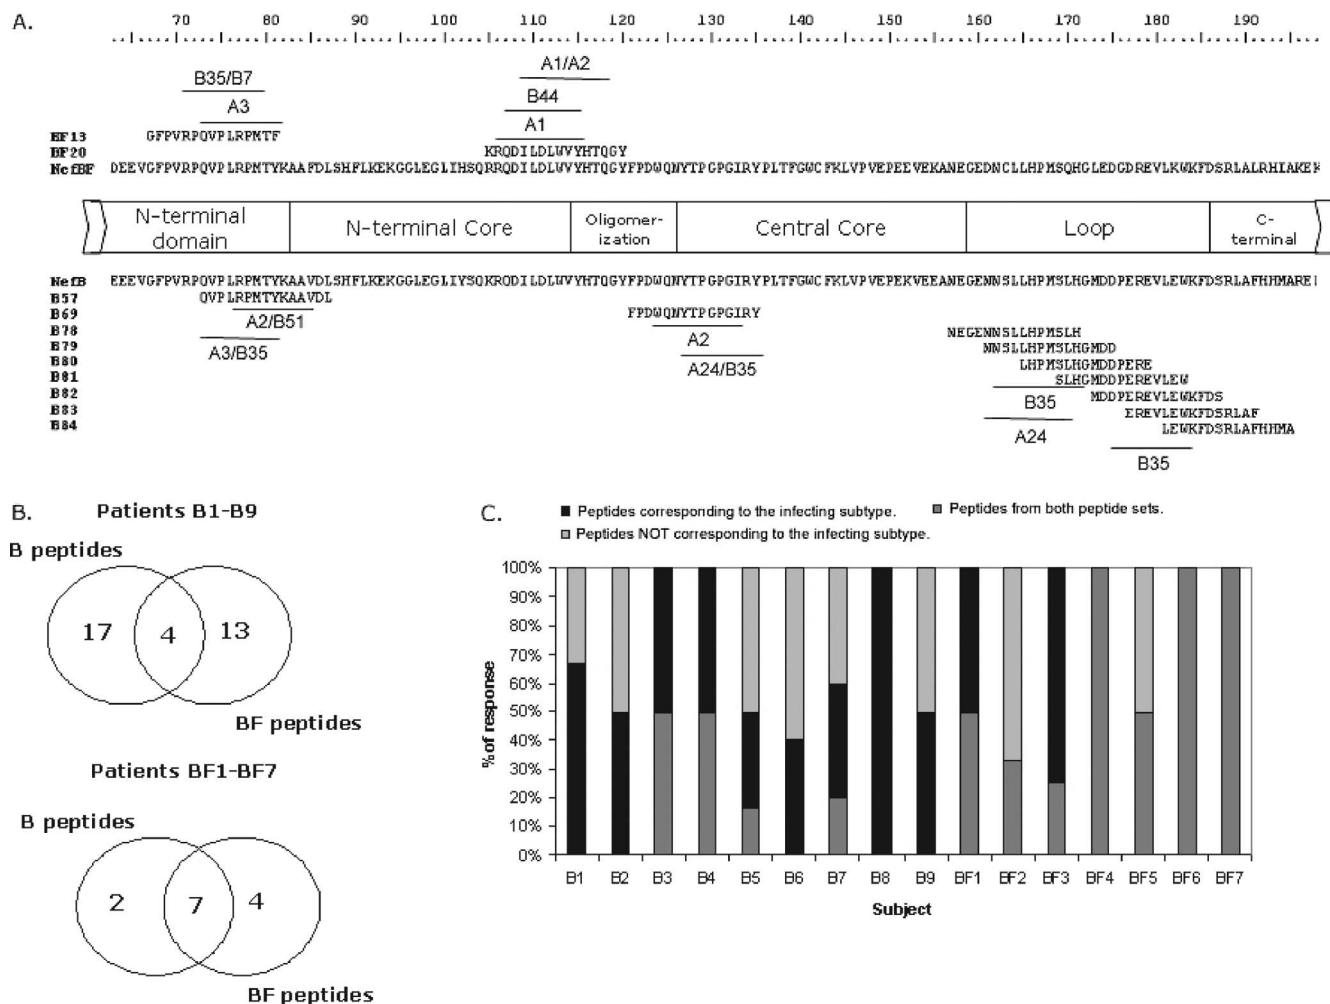 A.
70 80 90 100 110 120 130 140 150 160 170 180 190
A1/A2
B35/B7
B44
A3
A1
BF13 GFPVRPQVPLRPMTF
BF20 KRQDILDLWVYHTQGY
NefBF DEEVGFPVRPQVPLRPMTYKAAFDLSHFLKEKGGLEGLIHSQRRQDILDLWVYHTQGYFPDWQNYTPGPGIRYPLTFGWCFKLVPVEPEEVEKANEGEDNCLLHPMSQHGLEDGDREVLKWKFDSRLALRHIAKEK
N-terminal domain N-terminal Core Oligomer- ization Central Core Loop C- terminal
NefB EEEVGFPVRPQVPLRPMTYKAAVDLSHFLKEKGGLEGLIYSQKRQDILDLWVYHTQGYFPDWQNYTPGPGIRYPLTFGWCFKLVPVEPEKVEEANEGENNSLLHPMSLHGMDDPEREVLEWKFDSRLAFHHMARE
B57 QVPLRPMTYKAAVDL
B69 FPDWQNYTPGPGIRY
A2/B51
B78 NEGENNSLLHPMSLH
A2
B79 NNSLLHPMSLHGMDD
A3/B35
B80 LHPMSLHGMDDPERE
A24/B35
B81 SLHGMDDPEREVLEW
B82 MDDPEREVLEWKFDS
B35
B83 EREVLEWKFDSRLAF
B84 LEWKFDSRLAFHHMA
A24
B35
B.
Patients B1-B9
B peptides
17 4 13
BF peptides
Patients BF1-BF7
B peptides
2 7 4
BF peptides
C.
Peptides corresponding to the infecting subtype. Peptides from both peptide sets.
Peptides NOT corresponding to the infecting subtype.
100%
90%
80%
70%
60%
50%
40%
30%
20%
10%
0%
% of response
B1 B2 B3 B4 B5 B6 B7 B8 B9 BF1 BF2 BF3 BF4 BF5 BF6 BF7
Subject